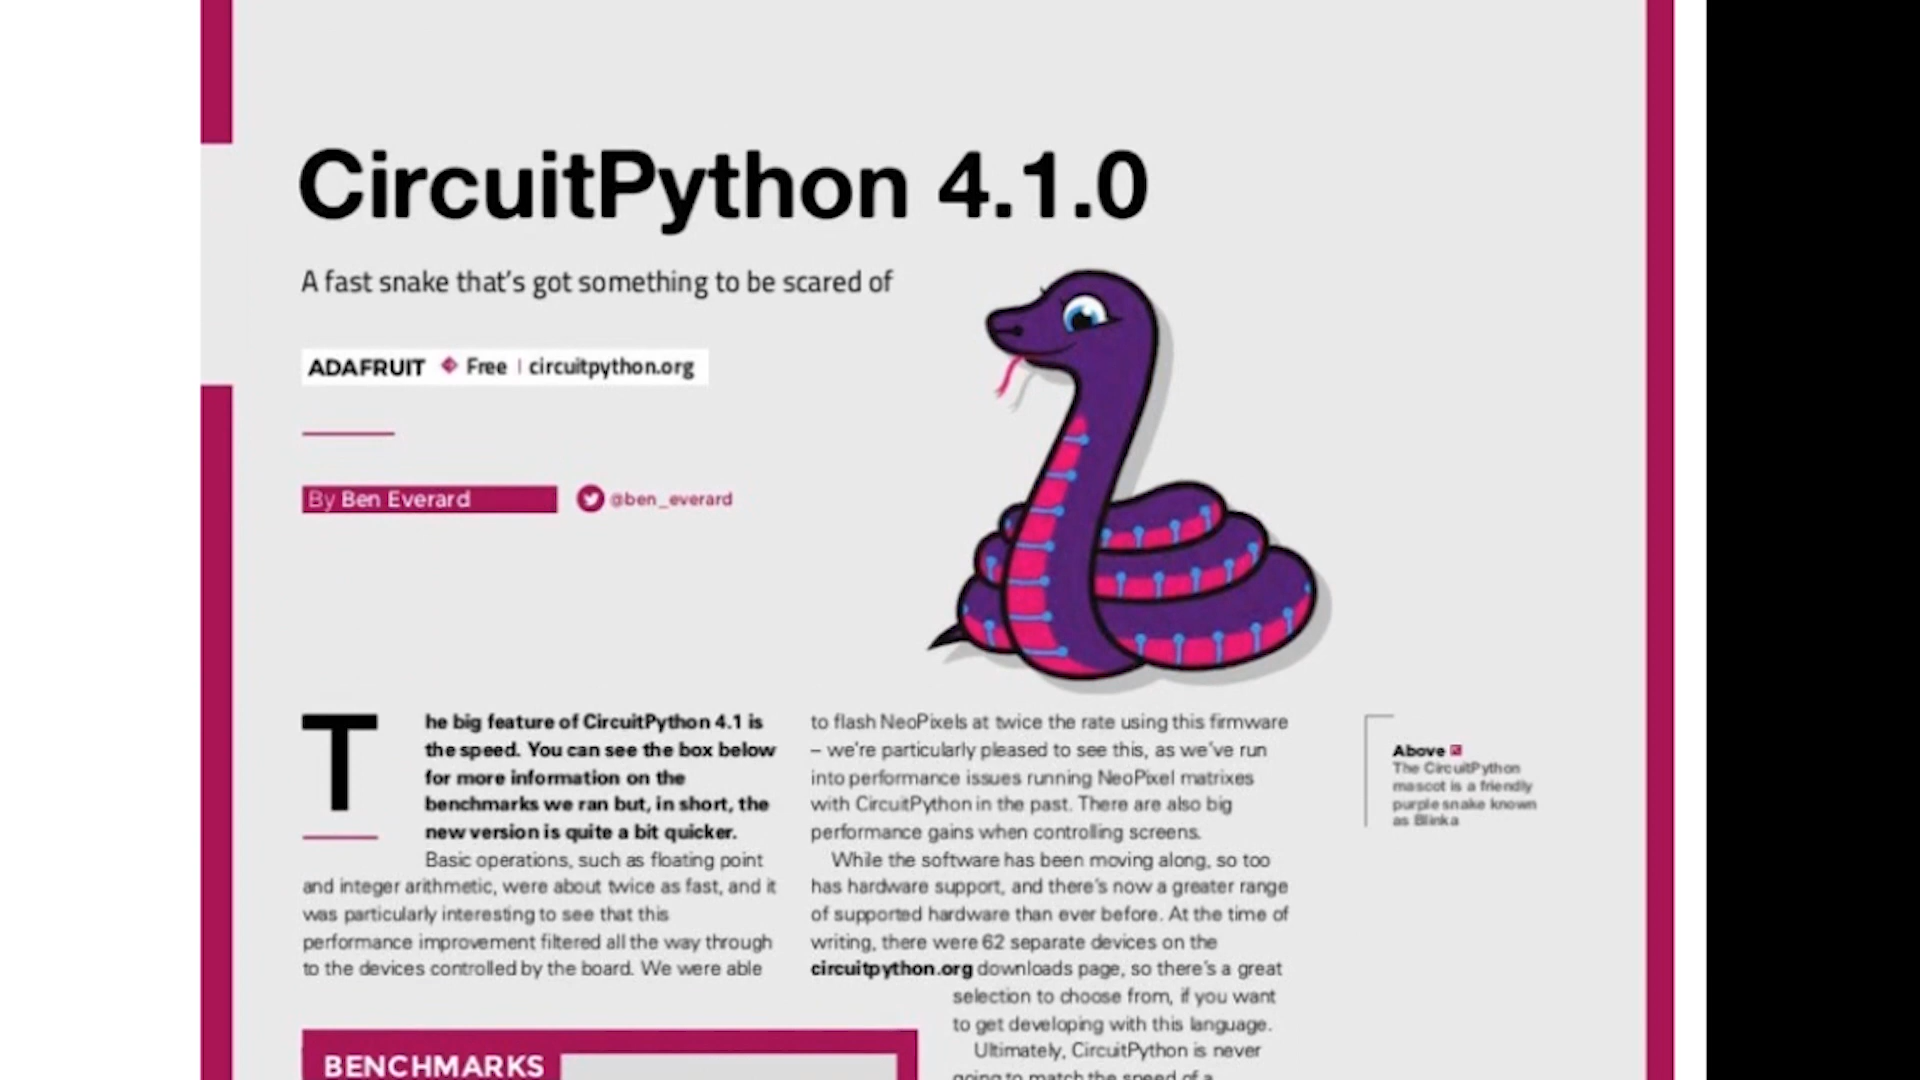 CircuitPython 4.1.0
A fast snake that's got something to be scared of
ADAFRUIT Free | circuitpython.org
By Ben Everard @ben_everard
The big feature of CircuitPython 4.1 is
the speed. You can see the box below
for more information on the
benchmarks we ran but, in short, the
new version is quite a bit quicker.
Basic operations, such as floating point
and integer arithmetic, were about twice as fast, and it
was particularly interesting to see that this
performance improvement filtered all the way through
to the devices controlled by the board. We were able
to flash NeoPixels at twice the rate using this firmware
– we're particularly pleased to see this, as we've run
into performance issues running NeoPixel matrixes
with CircuitPython in the past. There are also big
performance gains when controlling screens.
While the software has been moving along, so too
has hardware support, and there's now a greater range
of supported hardware than ever before. At the time of
writing, there were 62 separate devices on the
circuitpython.org downloads page, so there's a great
selection to choose from, if you want
to get developing with this language.
Ultimately, CircuitPython is never
going to match the speed of a
Above
The CircuitPython
mascot is a friendly
purple snake known
as Blinka
BENCHMARKS